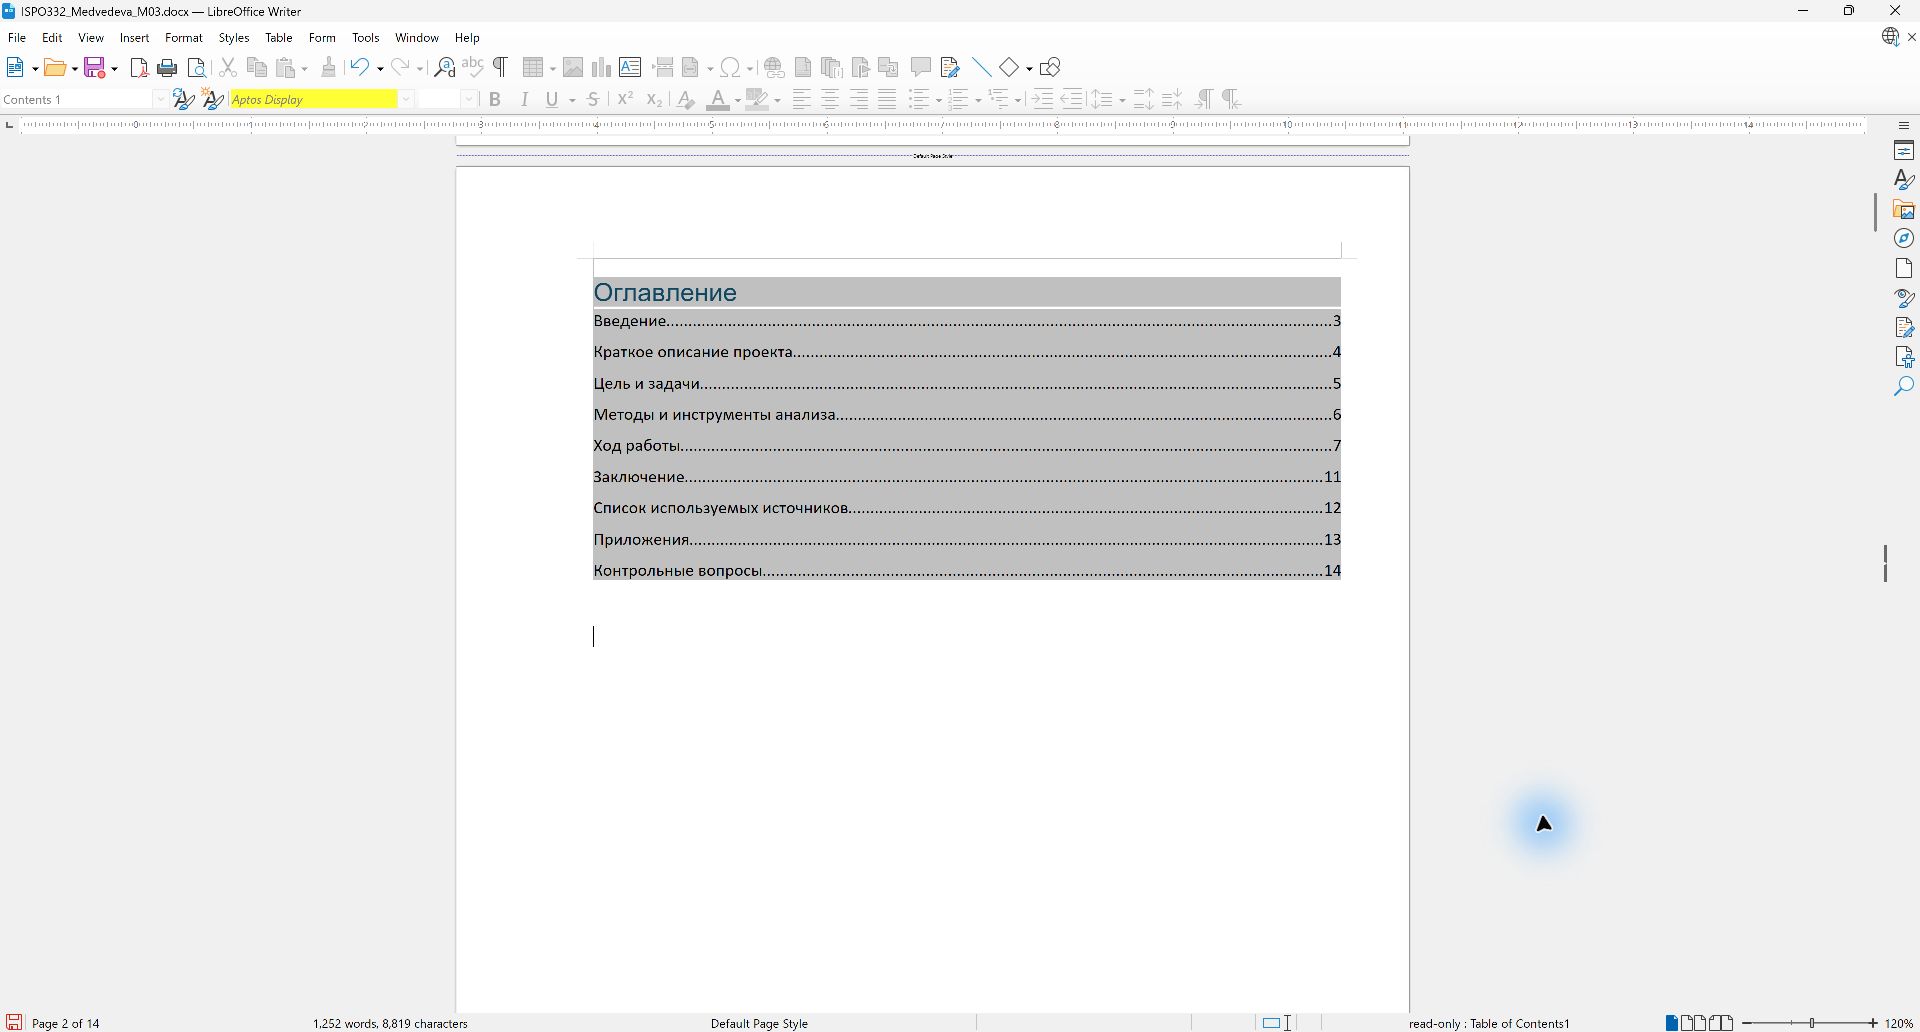 ISPO332_Medvedeva_M03.docx — LibreOffice Writer
File Edit View Insert Format Styles Table Form Tools Window Help
Contents 1
Aptos Display
Default Page Style
Оглавление
Введение 3
Краткое описание проекта 4
Цель и задачи 5
Методы и инструменты анализа 6
Ход работы 7
Заключение 11
Список используемых источников 12
Приложения 13
Контрольные вопросы 14
Page 2 of 14
1,252 words, 8,819 characters
Default Page Style
read-only : Table of Contents1
120%